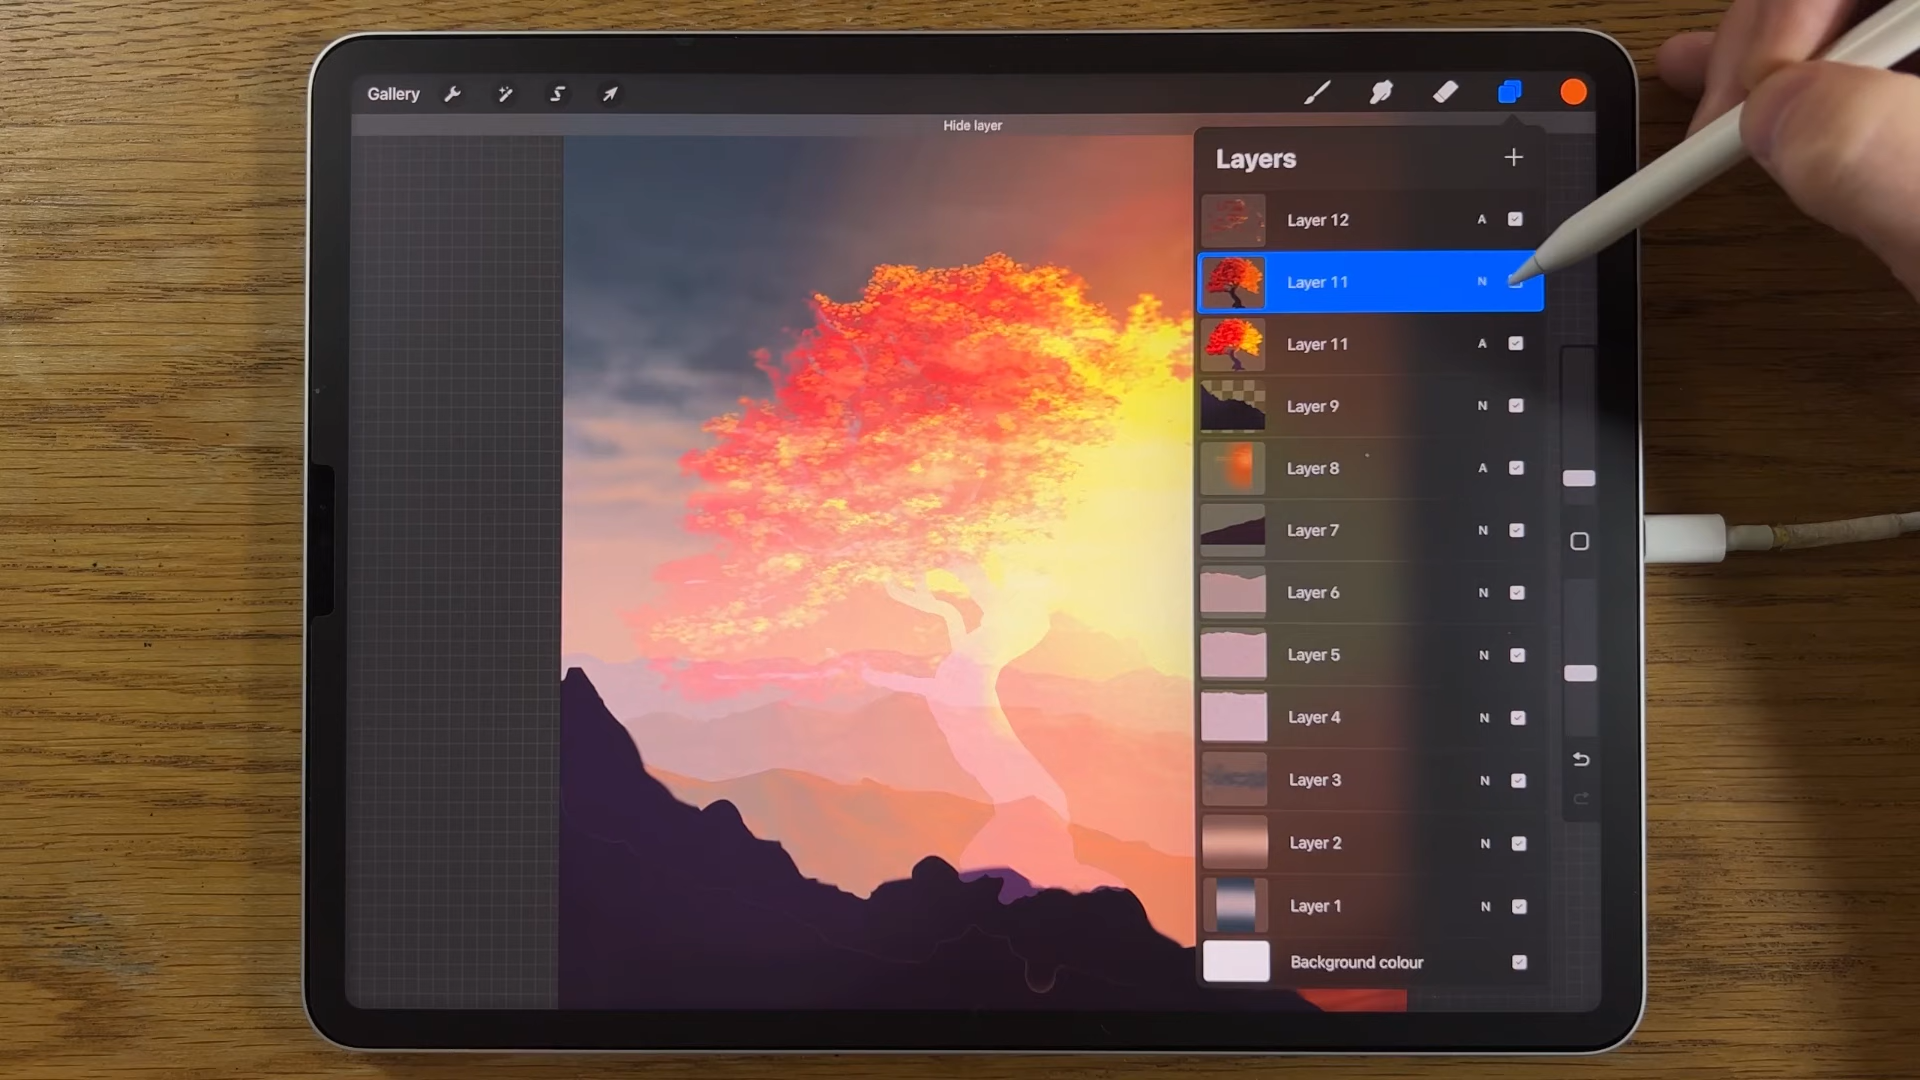 Gallery
Hide layer
Layers
Layer 12 A
Layer 11 N
Layer 11 A
Layer 9 N
Layer 8 A
Layer 7 N
Layer 6 N
Layer 5 N
Layer 4 N
Layer 3 N
Layer 2 N
Layer 1 N
Background colour